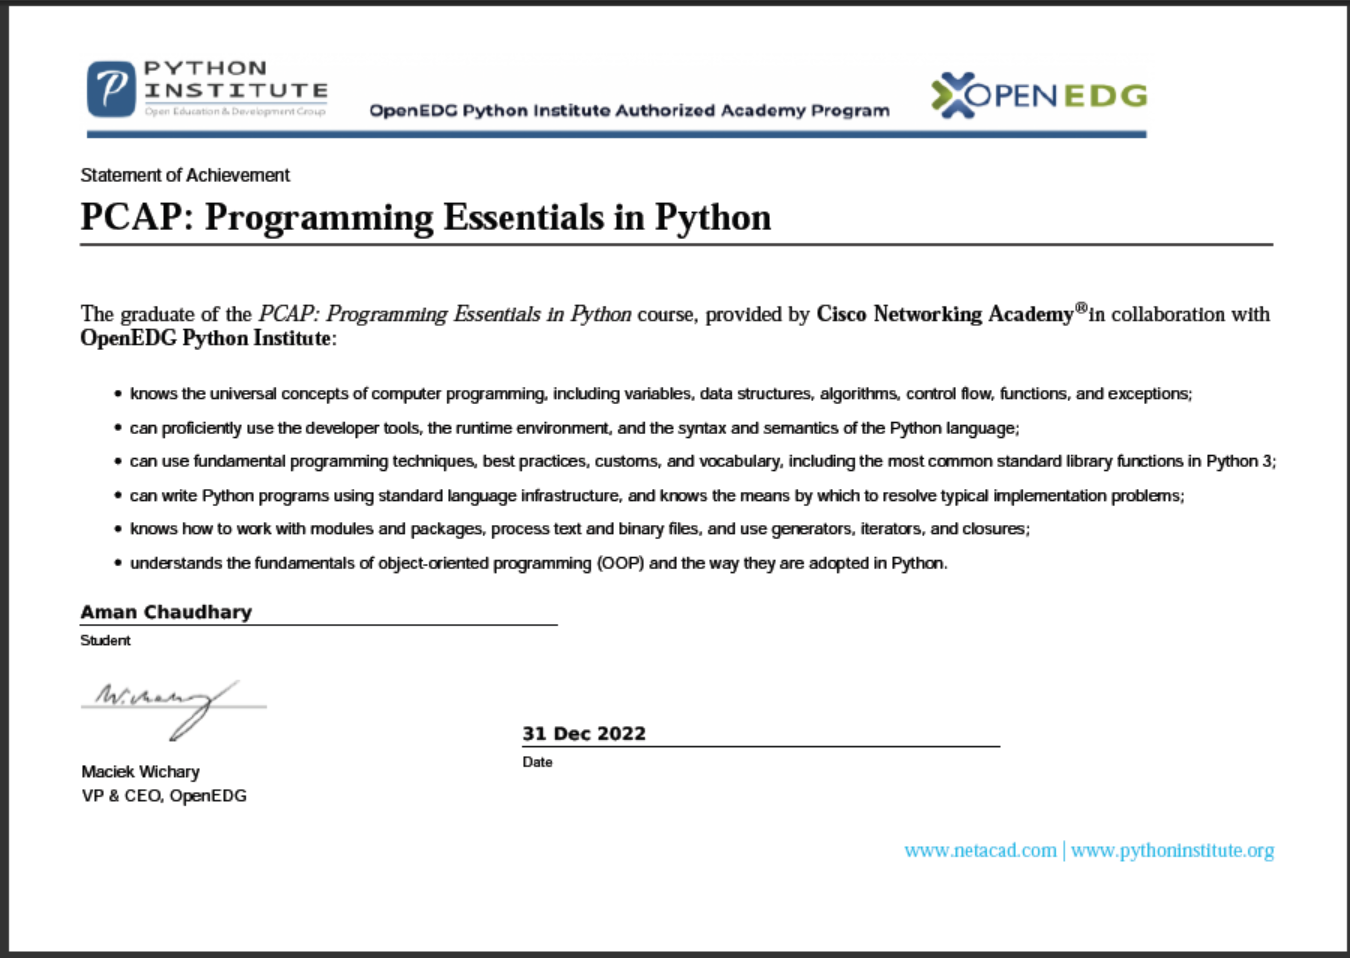 PYTHON
INSTITUTE
Open Education & Development Group
OpenEDG Python Institute Authorized Academy Program
OPENEDG
Statement of Achievement
PCAP: Programming Essentials in Python
The graduate of the PCAP: Programming Essentials in Python course, provided by Cisco Networking Academy®in collaboration with
OpenEDG Python Institute:
• knows the universal concepts of computer programming, including variables, data structures, algorithms, control flow, functions, and exceptions;
• can proficiently use the developer tools, the runtime environment, and the syntax and semantics of the Python language;
• can use fundamental programming techniques, best practices, customs, and vocabulary, including the most common standard library functions in Python 3;
• can write Python programs using standard language infrastructure, and knows the means by which to resolve typical implementation problems;
• knows how to work with modules and packages, process text and binary files, and use generators, iterators, and closures;
• understands the fundamentals of object-oriented programming (OOP) and the way they are adopted in Python.
Aman Chaudhary
Student
W.chary
31 Dec 2022
Date
Maciek Wichary
VP & CEO, OpenEDG
www.netacad.com | www.pythoninstitute.org